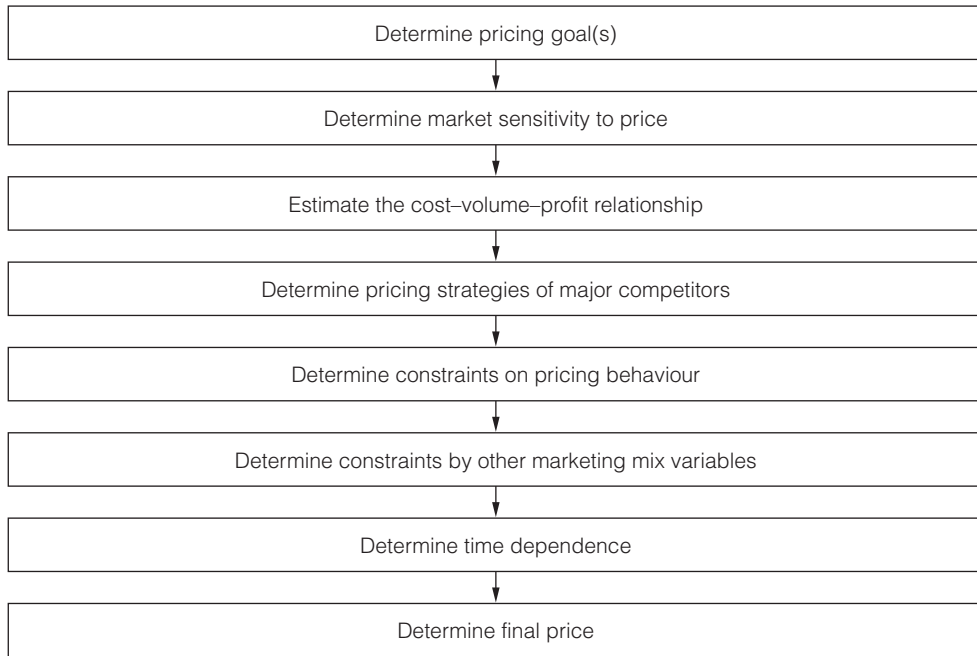 Determine pricing goal(s)
Determine market sensitivity to price
Estimate the cost–volume–profit relationship
Determine pricing strategies of major competitors
Determine constraints on pricing behaviour
Determine constraints by other marketing mix variables
Determine time dependence
Determine final price